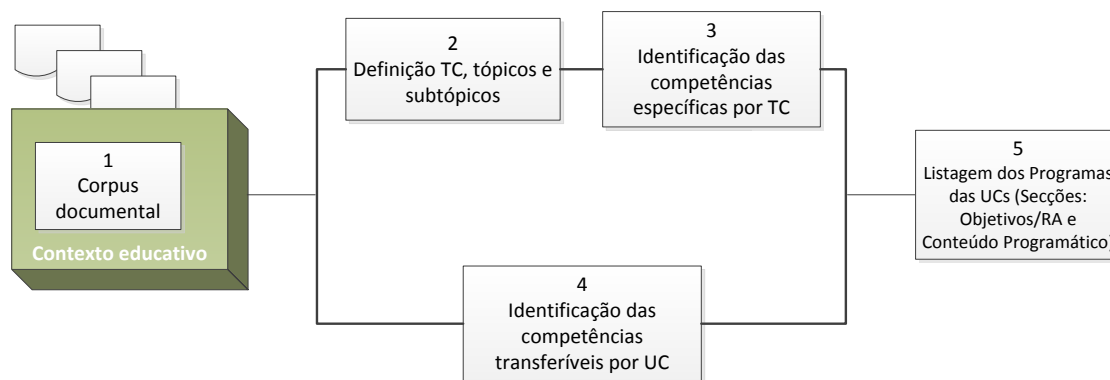 1
Corpus
documental
Contexto educativo
2
Definição TC, tópicos e
subtópicos
3
Identificação das
competências
específicas por TC
4
Identificação das
competências
transferíveis por UC
5
Listagem dos Programas
das UCs (Secções:
Objetivos/RA e
Conteúdo Programático)